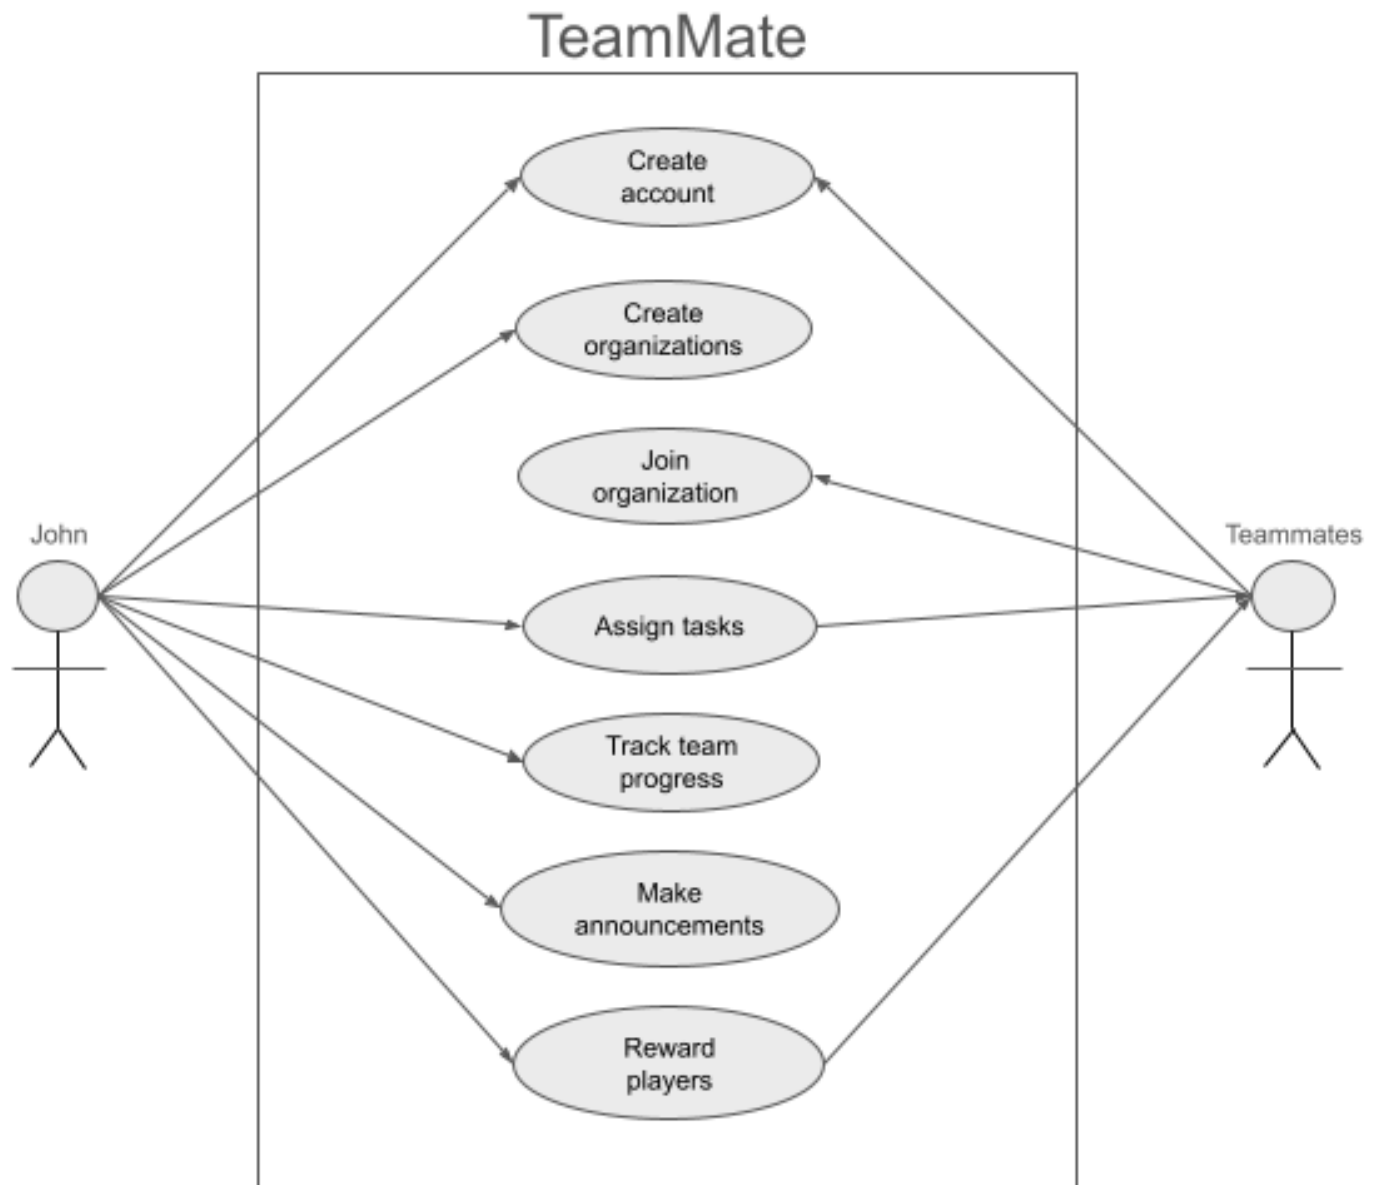 TeamMate
Create
account
Create
organizations
Join
organization
John
Teammates
Assign tasks
Track team
progress
Make
announcements
Reward
players